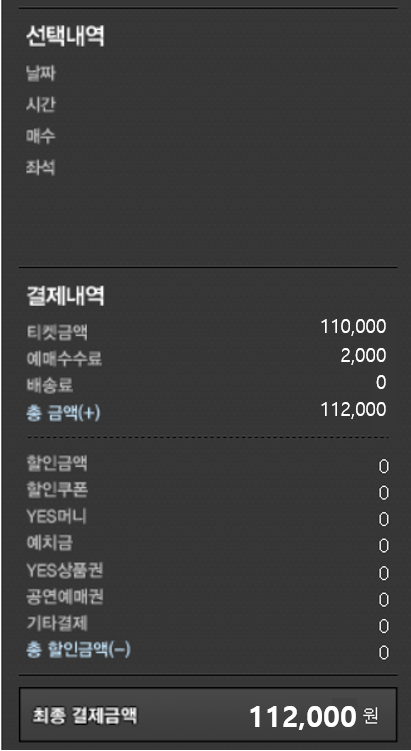 선택내역
날짜
시간
매수
좌석
결제내역
티켓금액 110,000
예매수수료 2,000
배송료 0
총 금액(+) 112,000
할인금액 0
할인쿠폰 0
YES머니 0
예치금 0
YES상품권 0
공연예매권 0
기타결제 0
총 할인금액(-) 0
최종 결제금액 112,000 원